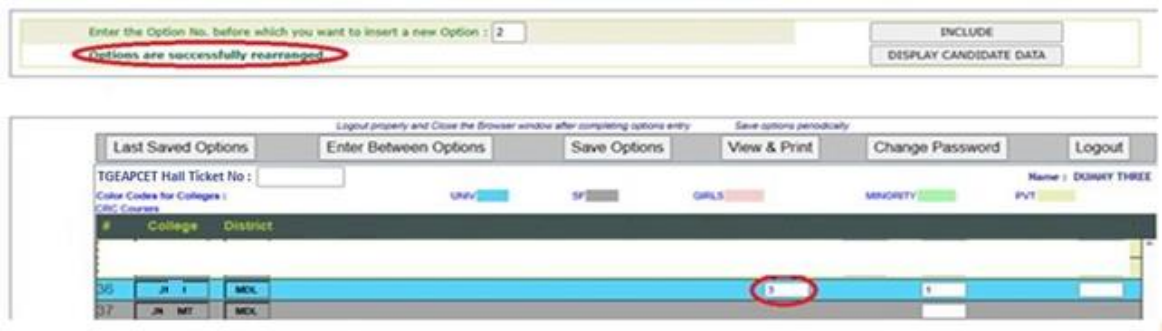 Enter the Option No. before which you want to insert a new Option : 2 INCLUDE
Options are successfully rearranged DISPLAY CANDIDATE DATA
Logout properly and Close the Browser window after completing options entry Save options periodically
Last Saved Options Enter Between Options Save Options View & Print Change Password Logout
TGEAPCET Hall Ticket No : Name : DUMMY THREE
Color Codes for Colleges : UNIV SF GIRLS MINORITY PVT
CRC Courses
# College District
36 MDL 3 1
37 MDL